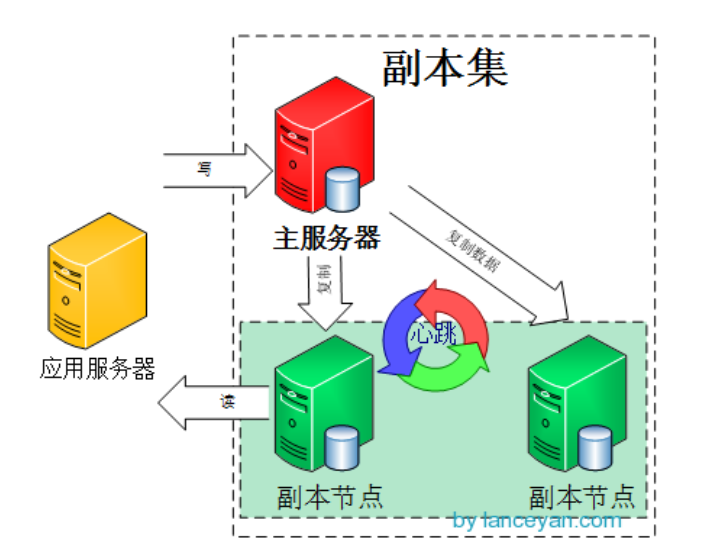 副本集
写
主服务器
复制数据
复制
心跳
应用服务器
读
副本节点
副本节点
by lanceyan.com